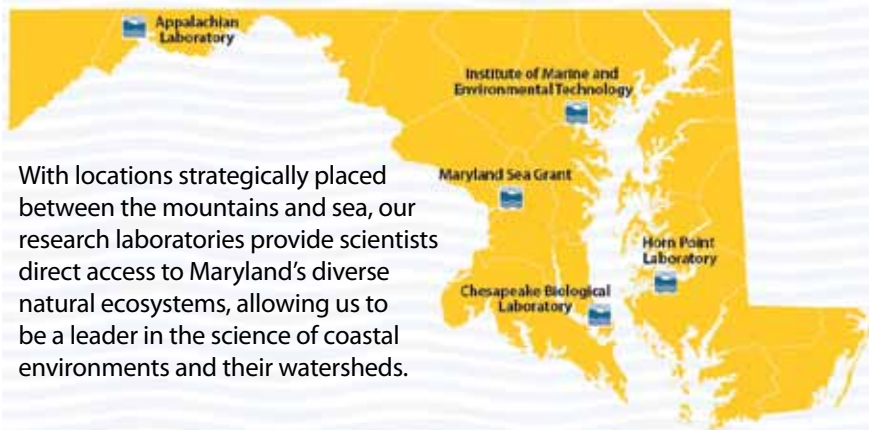 Appalachian
Laboratory
Institute of Marine and
Environmental Technology
Maryland Sea Grant
Horn Point
Laboratory
Chesapeake Biological
Laboratory
With locations strategically placed
between the mountains and sea, our
research laboratories provide scientists
direct access to Maryland’s diverse
natural ecosystems, allowing us to
be a leader in the science of coastal
environments and their watersheds.